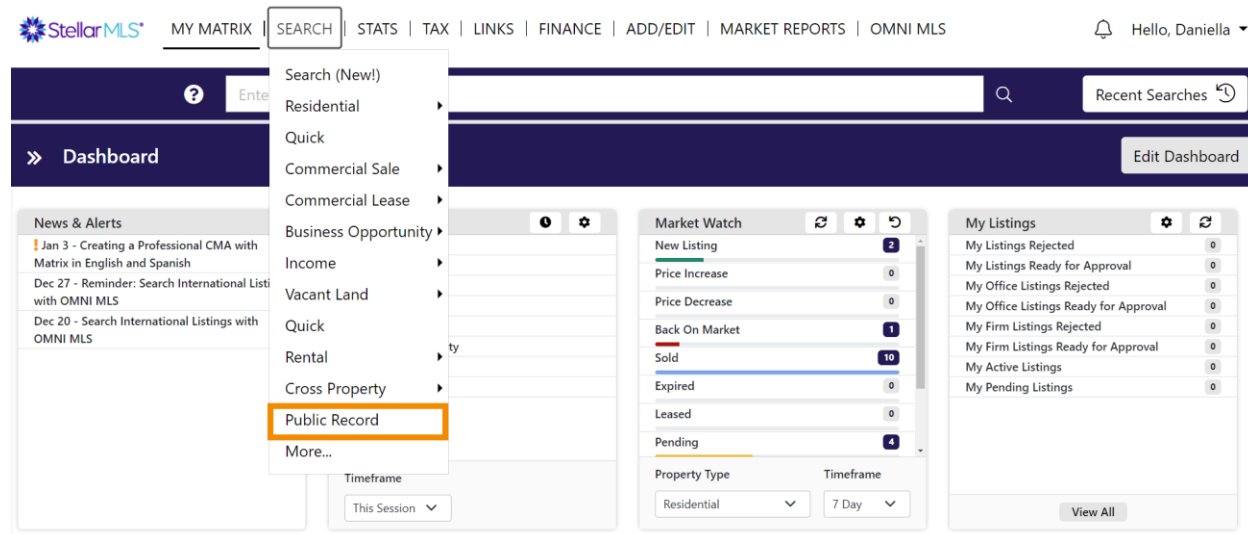 StellarMLS®
MY MATRIX | SEARCH | STATS | TAX | LINKS | FINANCE | ADD/EDIT | MARKET REPORTS | OMNI MLS
Hello, Daniella
?
Ente
Recent Searches
Dashboard
Edit Dashboard
Search (New!)
Residential
Quick
Commercial Sale
Commercial Lease
Business Opportunity
Income
Vacant Land
Quick
Rental
Cross Property
Public Record
More...
News & Alerts
! Jan 3 - Creating a Professional CMA with
Matrix in English and Spanish
Dec 27 - Reminder: Search International Listi
with OMNI MLS
Dec 20 - Search International Listings with
OMNI MLS
ty
Timeframe
This Session
Market Watch
New Listing 2
Price Increase 0
Price Decrease 0
Back On Market 1
Sold 10
Expired 0
Leased 0
Pending 4
Property Type Timeframe
Residential 7 Day
My Listings
My Listings Rejected 0
My Listings Ready for Approval 0
My Office Listings Rejected 0
My Office Listings Ready for Approval 0
My Firm Listings Rejected 0
My Firm Listings Ready for Approval 0
My Active Listings 0
My Pending Listings 0
View All